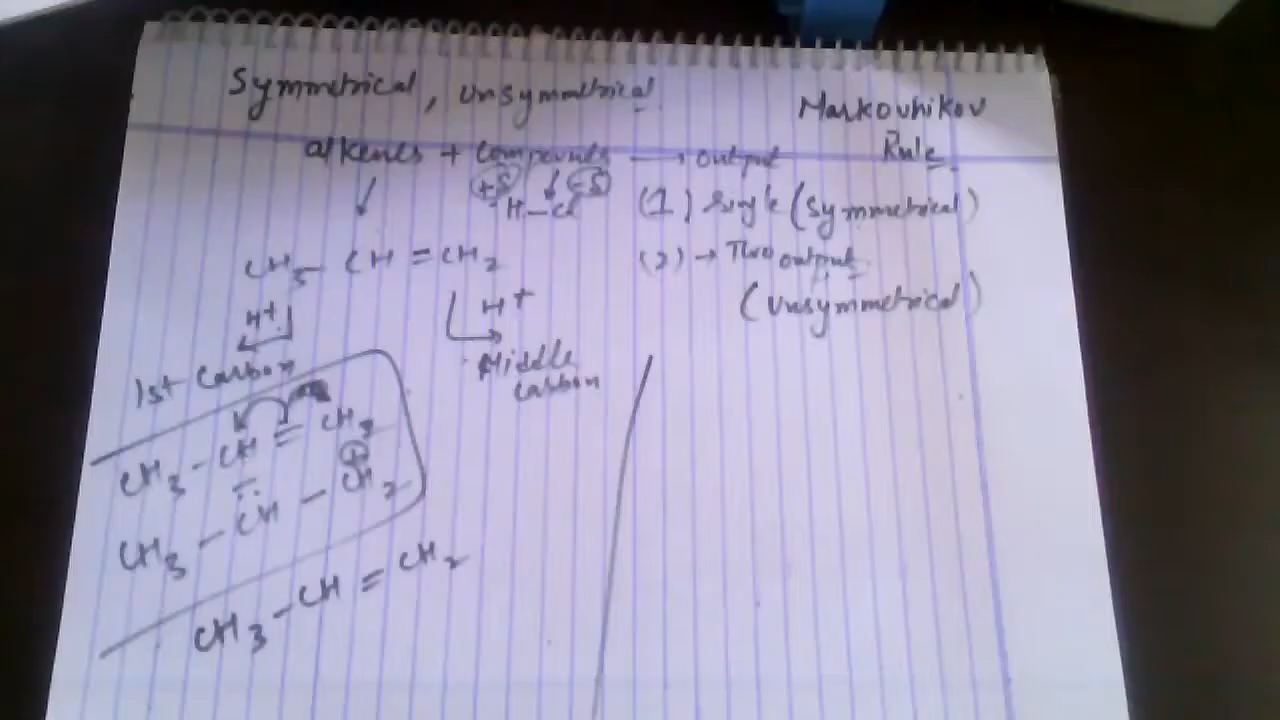 Symmetrical, unsymmetrical
Markovnikov
Rule
alkenes + compounds → output
+δ -δ
H-Cl
(1) single (symmetrical)
CH3- CH = CH2
(2) → Two output
(unsymmetrical)
H+
H+
1st Carbon
Middle
carbon
CH3-CH = CH2
CH3-CH-CH2
CH3-CH = CH2